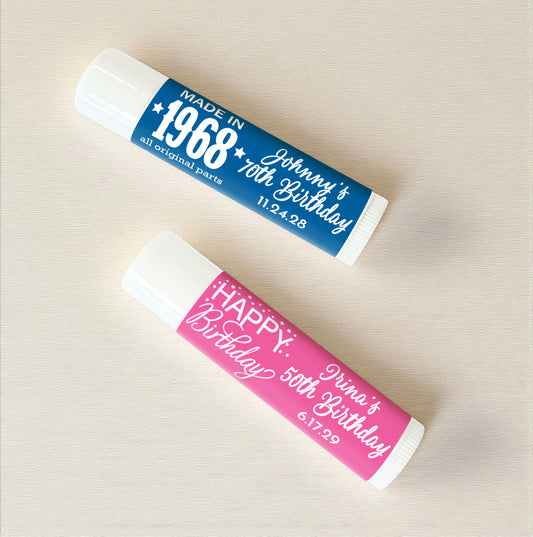 MADE IN
★1968★
all original parts
Johnny's
70th Birthday
11.24.28
HAPPY
Birthday
Irina's
50th Birthday
6.17.29